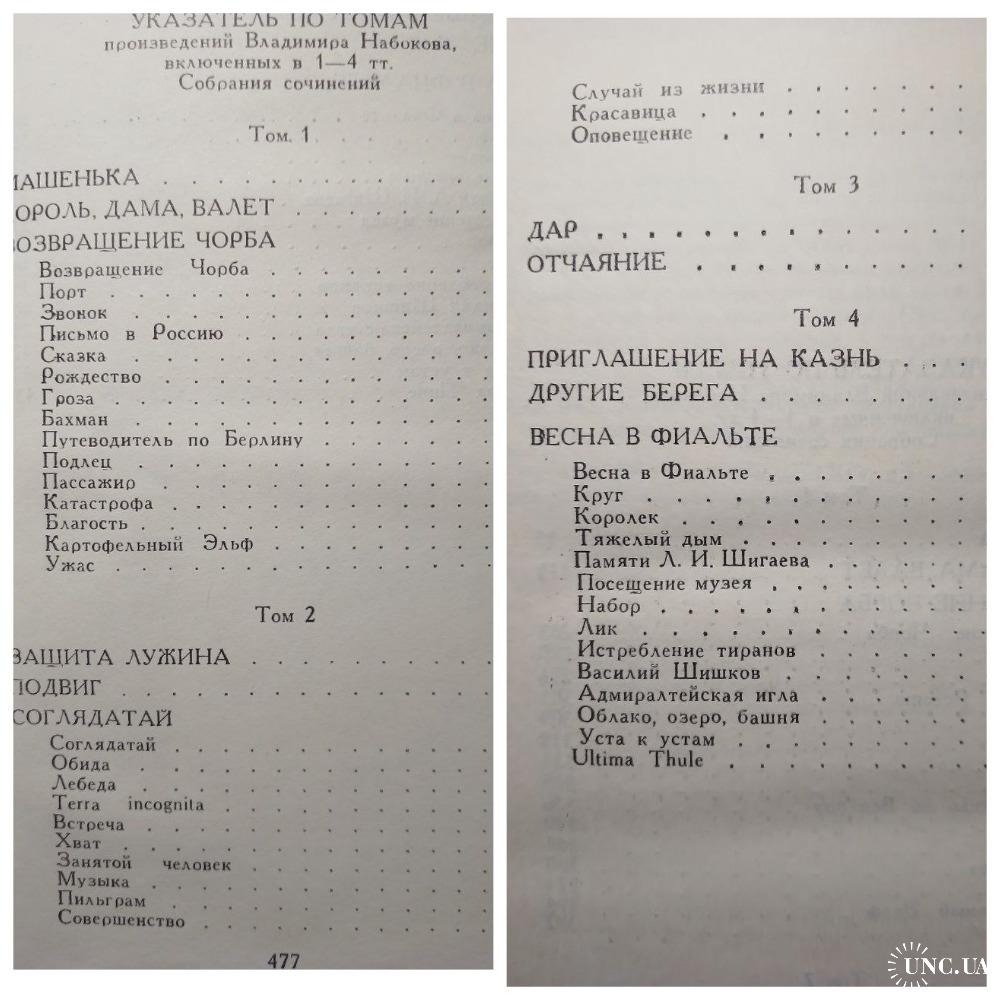 УКАЗАТЕЛЬ ПО ТОМАМ
произведений Владимира Набокова,
включенных в 1—4 тт.
Собрания сочинений
Том 1
МАШЕНЬКА
КОРОЛЬ, ДАМА, ВАЛЕТ
ВОЗВРАЩЕНИЕ ЧОРБА
Возвращение Чорба
Порт
Звонок
Письмо в Россию
Сказка
Рождество
Гроза
Бахман
Путеводитель по Берлину
Подлец
Пассажир
Катастрофа
Благость
Картофельный Эльф
Ужас
Том 2
ЗАЩИТА ЛУЖИНА
ПОДВИГ
СОГЛЯДАТАЙ
Соглядатай
Обида
Лебеда
Terra incognita
Встреча
Хват
Занятой человек
Музыка
Пильграм
Совершенство
477
Случай из жизни
Красавица
Оповещение
Том 3
ДАР
ОТЧАЯНИЕ
Том 4
ПРИГЛАШЕНИЕ НА КАЗНЬ
ДРУГИЕ БЕРЕГА
ВЕСНА В ФИАЛЬТЕ
Весна в Фиальте
Круг
Королек
Тяжелый дым
Памяти Л. И. Шигаева
Посещение музея
Набор
Лик
Истребление тиранов
Василий Шишков
Адмиралтейская игла
Облако, озеро, башня
Уста к устам
Ultima Thule
UNC.UA